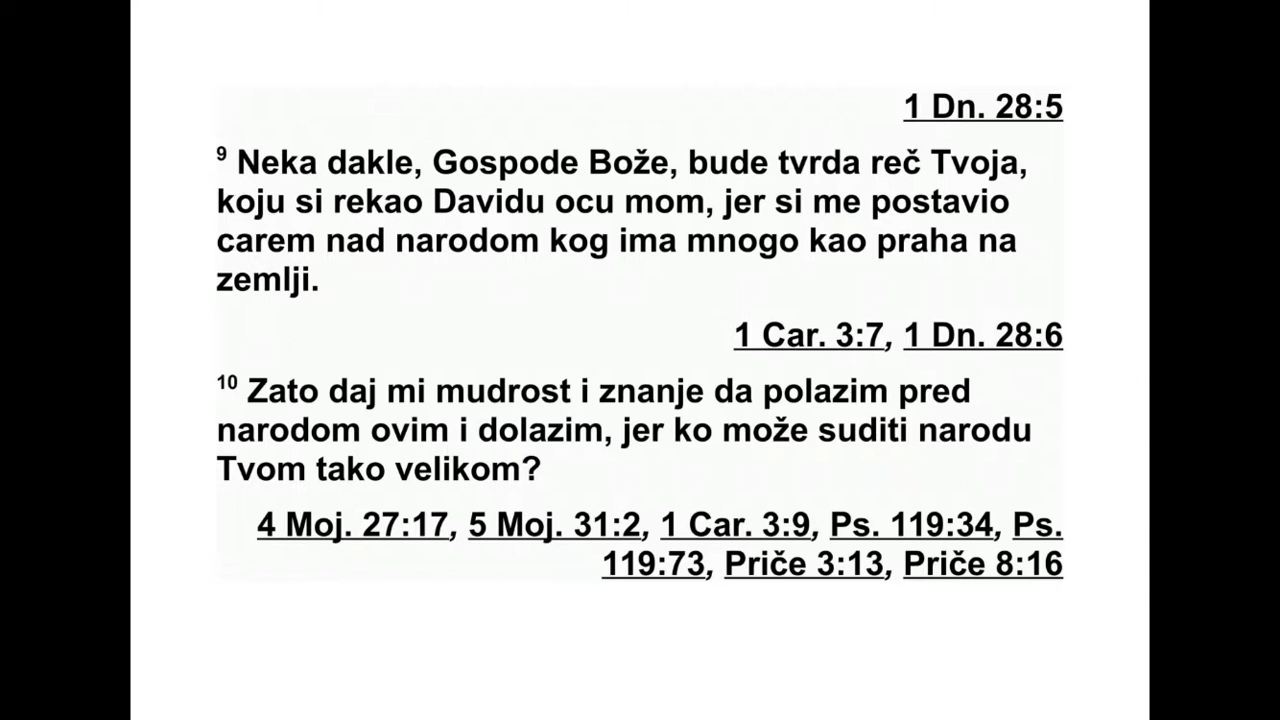 1 Dn. 28:5
9 Neka dakle, Gospode Bože, bude tvrda reč Tvoja,
koju si rekao Davidu ocu mom, jer si me postavio
carem nad narodom kog ima mnogo kao praha na
zemlji.
1 Car. 3:7, 1 Dn. 28:6
10 Zato daj mi mudrost i znanje da polazim pred
narodom ovim i dolazim, jer ko može suditi narodu
Tvom tako velikom?
4 Moj. 27:17, 5 Moj. 31:2, 1 Car. 3:9, Ps. 119:34, Ps.
119:73, Priče 3:13, Priče 8:16